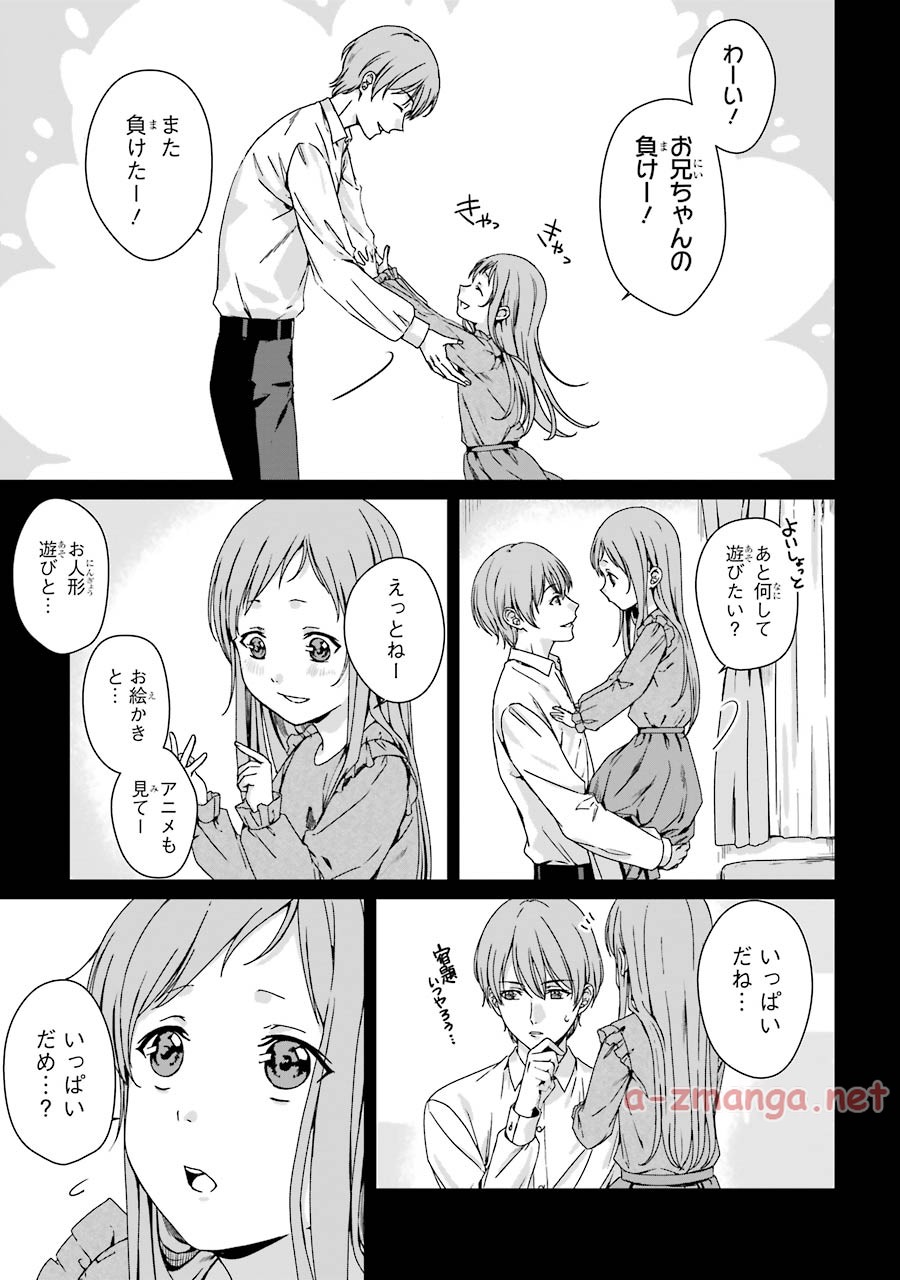 わーい！
お兄ちゃんの
負けー！
きゃっ
きゃっ
また
負けたー！
よいしょっと
あと何して
遊びたい？
えっとねー
お人形
遊びと…
お絵かき
と…
アニメも
見てー
いっぱい
だね…
宿題
いつやろう…
いっぱい
だめ…？
a-zmanga.net